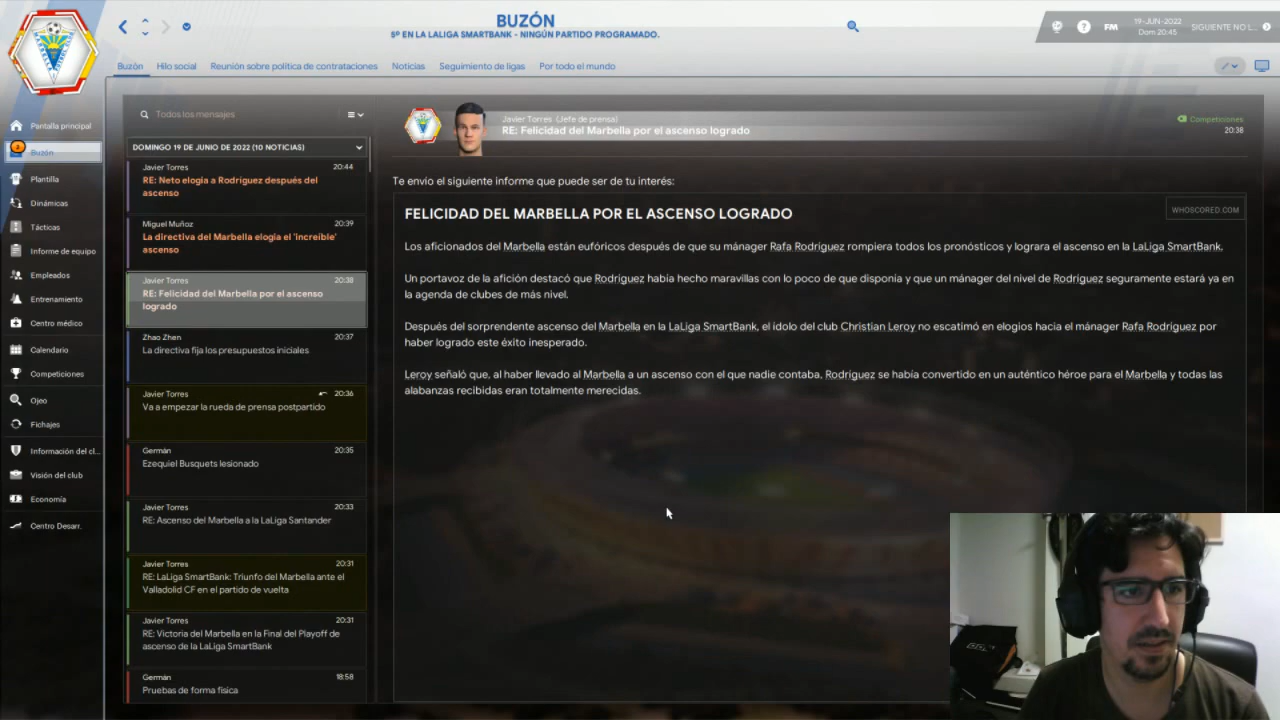 BUZÓN
5º EN LA LALIGA SMARTBANK - NINGÚN PARTIDO PROGRAMADO.
FM
19-JUN-2022
Dom 20:45
SIGUIENTE NO L...
Buzón
Hilo social
Reunión sobre política de contrataciones
Noticias
Seguimiento de ligas
Por todo el mundo
Pantalla principal
Buzón
Plantilla
Dinámicas
Tácticas
Informe de equipo
Empleados
Entrenamiento
Centro médico
Calendario
Competiciones
Ojeo
Fichajes
Información del cl...
Visión del club
Economía
Centro Desarr.
Todos los mensajes
DOMINGO 19 DE JUNIO DE 2022 (10 NOTICIAS)
Javier Torres 20:44
RE: Neto elogia a Rodríguez después del
ascenso
Miguel Muñoz 20:39
La directiva del Marbella elogia el 'increíble'
ascenso
Javier Torres 20:38
RE: Felicidad del Marbella por el ascenso
logrado
Zhao Zhen 20:37
La directiva fija los presupuestos iniciales
Javier Torres 20:36
Va a empezar la rueda de prensa postpartido
Germán 20:35
Ezequiel Busquets lesionado
Javier Torres 20:33
RE: Ascenso del Marbella a la LaLiga Santander
Javier Torres 20:31
RE: LaLiga SmartBank: Triunfo del Marbella ante el
Valladolid CF en el partido de vuelta
Javier Torres 20:31
RE: Victoria del Marbella en la Final del Playoff de
ascenso de la LaLiga SmartBank
Germán 18:58
Pruebas de forma física
Javier Torres (Jefe de prensa)
RE: Felicidad del Marbella por el ascenso logrado
Competiciones
20:38
Te envío el siguiente informe que puede ser de tu interés:
FELICIDAD DEL MARBELLA POR EL ASCENSO LOGRADO
WHOSCORED.COM
Los aficionados del Marbella están eufóricos después de que su mánager Rafa Rodríguez rompiera todos los pronósticos y lograra el ascenso en la LaLiga SmartBank.
Un portavoz de la afición destacó que Rodríguez había hecho maravillas con lo poco de que disponía y que un mánager del nivel de Rodríguez seguramente estará ya en
la agenda de clubes de más nivel.
Después del sorprendente ascenso del Marbella en la LaLiga SmartBank, el ídolo del club Christian Leroy no escatimó en elogios hacia el mánager Rafa Rodríguez por
haber logrado este éxito inesperado.
Leroy señaló que, al haber llevado al Marbella a un ascenso con el que nadie contaba, Rodríguez se había convertido en un auténtico héroe para el Marbella y todas las
alabanzas recibidas eran totalmente merecidas.